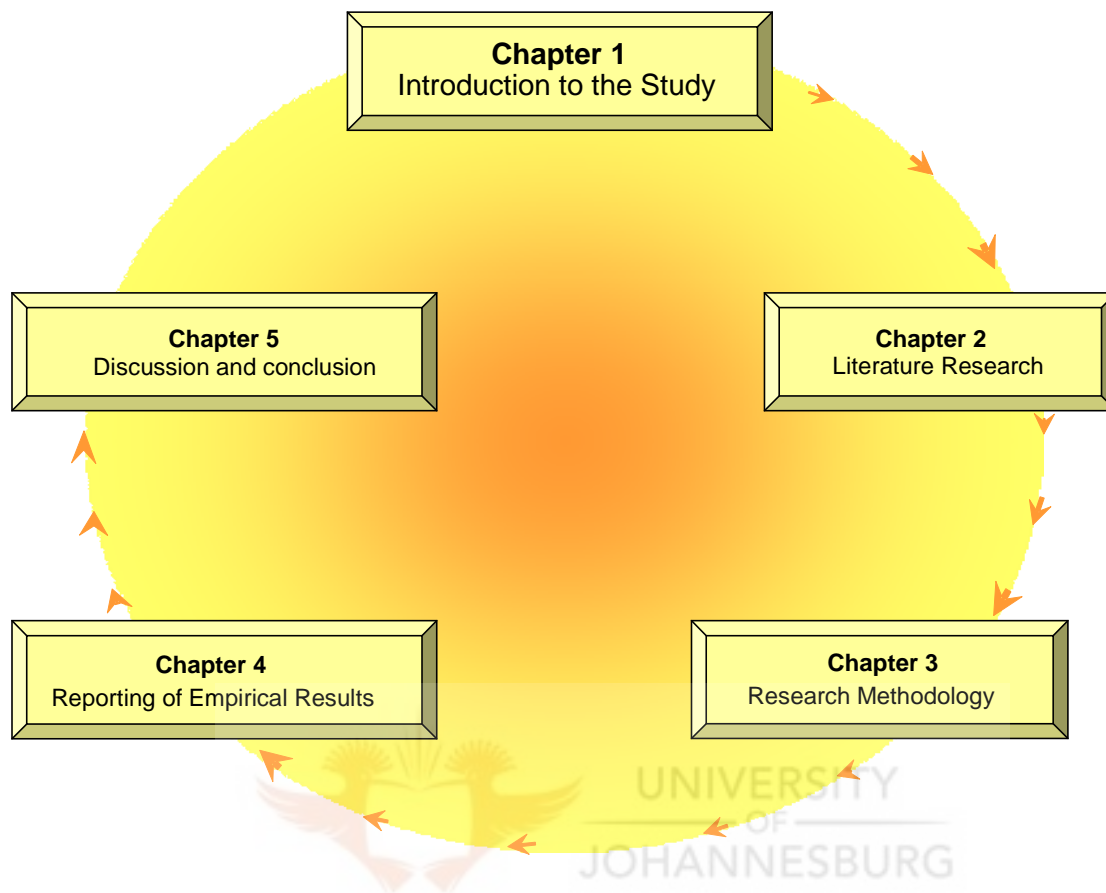 Chapter 1
Introduction to the Study
Chapter 2
Literature Research
Chapter 3
Research Methodology
Chapter 4
Reporting of Empirical Results
Chapter 5
Discussion and conclusion
UNIVERSITY
OF
JOHANNESBURG